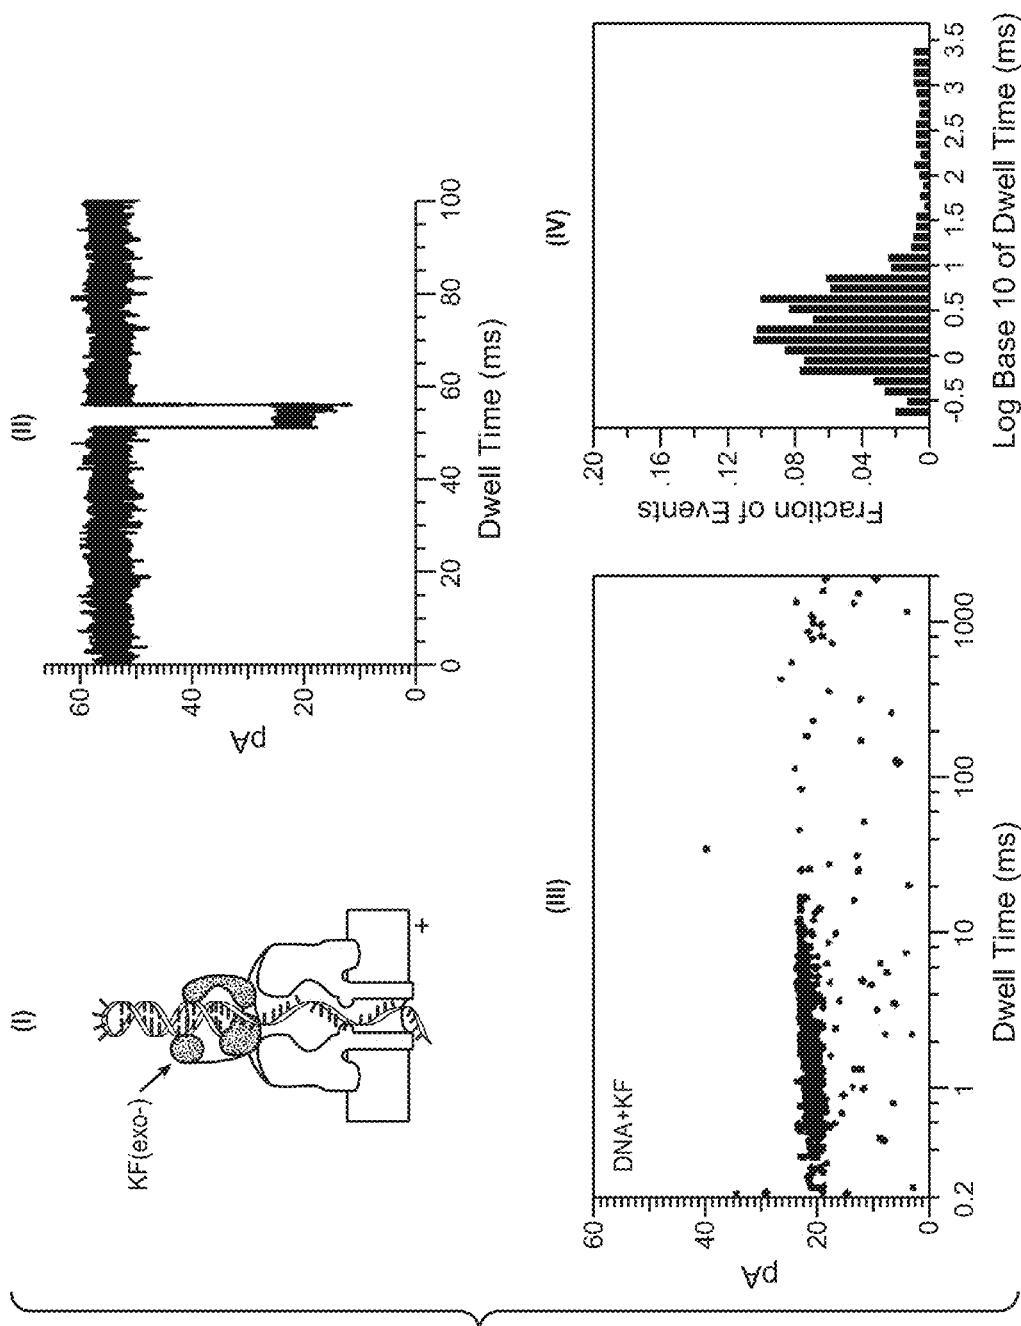 (I)
KF(exo-)
+
(II)
pA
60
40
20
0
0 20 40 60 80 100
Dwell Time (ms)
(III)
DNA+KF
pA
60
40
20
0
0.2 1 10 100 1000
Dwell Time (ms)
(IV)
Fraction of Events
.20
.16
.12
.08
.04
0
-0.5 0 0.5 1 1.5 2 2.5 3 3.5
Log Base 10 of Dwell Time (ms)